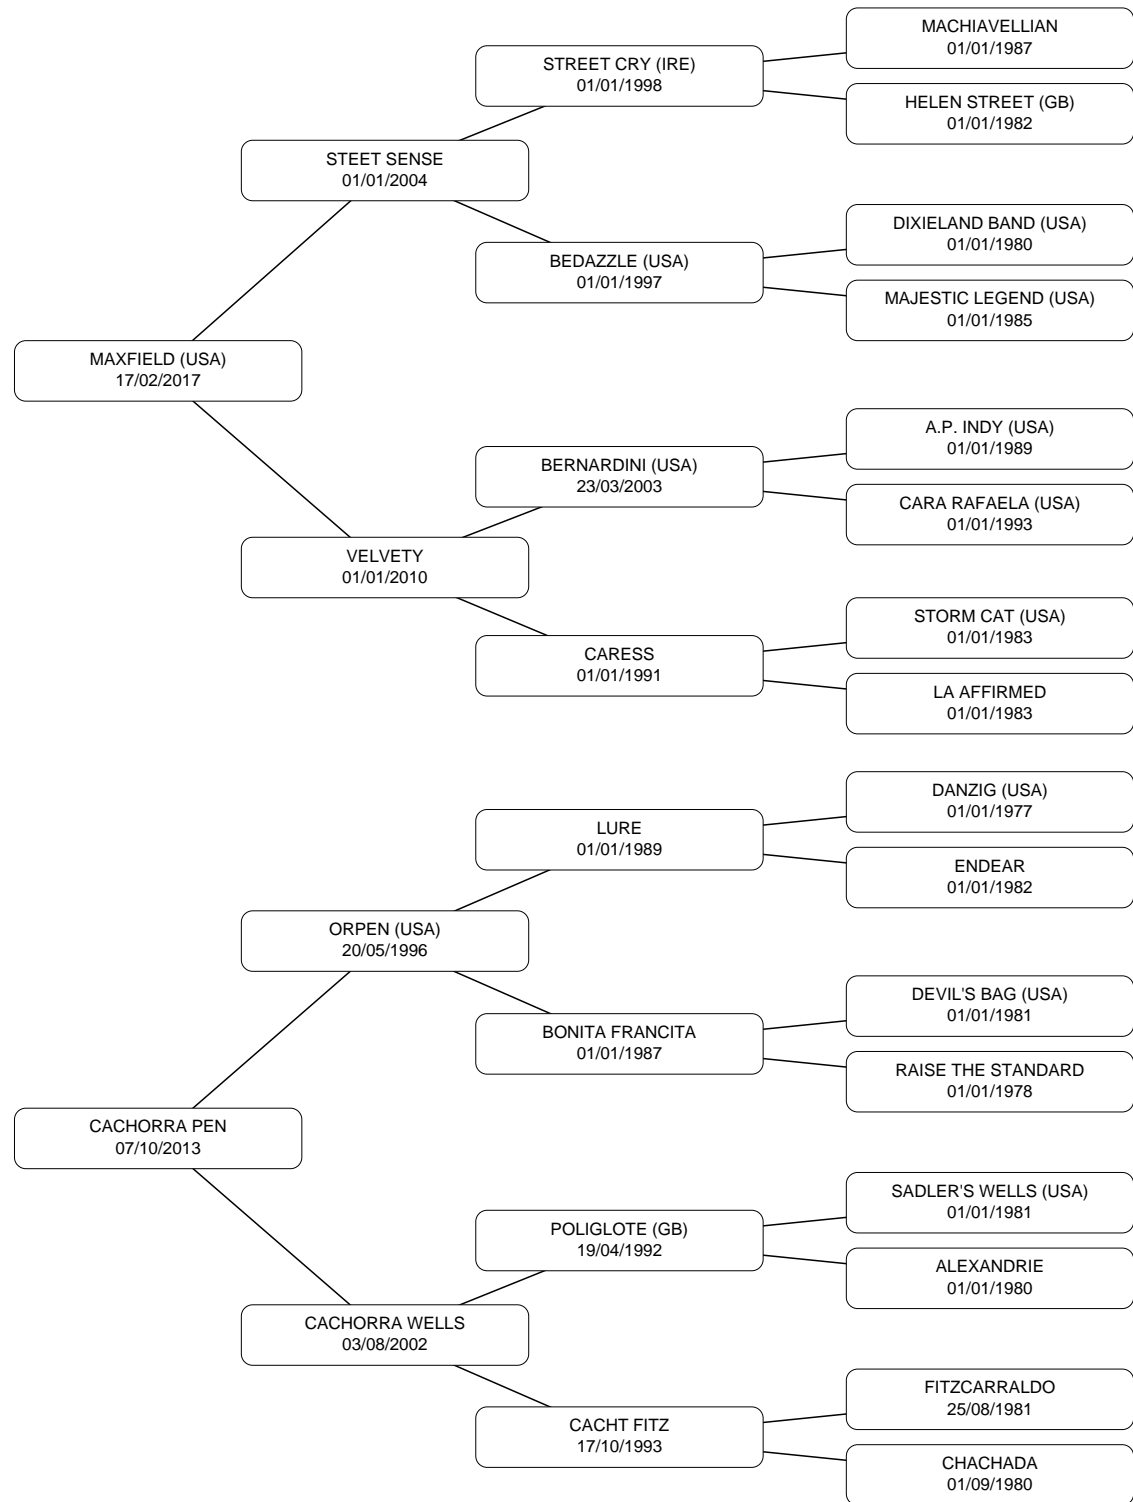 MACHIAVELLIAN
01/01/1987
STREET CRY (IRE)
01/01/1998
HELEN STREET (GB)
01/01/1982
STEET SENSE
01/01/2004
DIXIELAND BAND (USA)
01/01/1980
BEDAZZLE (USA)
01/01/1997
MAJESTIC LEGEND (USA)
01/01/1985
MAXFIELD (USA)
17/02/2017
A.P. INDY (USA)
01/01/1989
BERNARDINI (USA)
23/03/2003
CARA RAFAELA (USA)
01/01/1993
VELVETY
01/01/2010
STORM CAT (USA)
01/01/1983
CARESS
01/01/1991
LA AFFIRMED
01/01/1983
DANZIG (USA)
01/01/1977
LURE
01/01/1989
ENDEAR
01/01/1982
ORPEN (USA)
20/05/1996
DEVIL'S BAG (USA)
01/01/1981
BONITA FRANCITA
01/01/1987
RAISE THE STANDARD
01/01/1978
CACHORRA PEN
07/10/2013
SADLER'S WELLS (USA)
01/01/1981
POLIGLOTE (GB)
19/04/1992
ALEXANDRIE
01/01/1980
CACHORRA WELLS
03/08/2002
FITZCARRALDO
25/08/1981
CACHT FITZ
17/10/1993
CHACHADA
01/09/1980